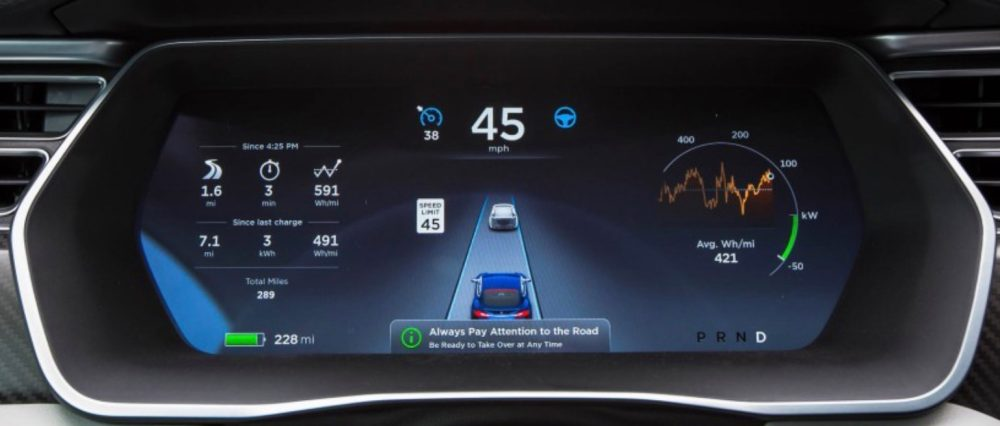 Since 4:25 PM
1.6 3 591
mi min Wh/mi
Since last charge
7.1 3 491
mi kWh Wh/mi
Total Miles
289
228 mi
38
45
mph
SPEED
LIMIT
45
Always Pay Attention to the Road
Be Ready to Take Over at Any Time
400 200 100
kW
-50
Avg. Wh/mi
421
P R N D